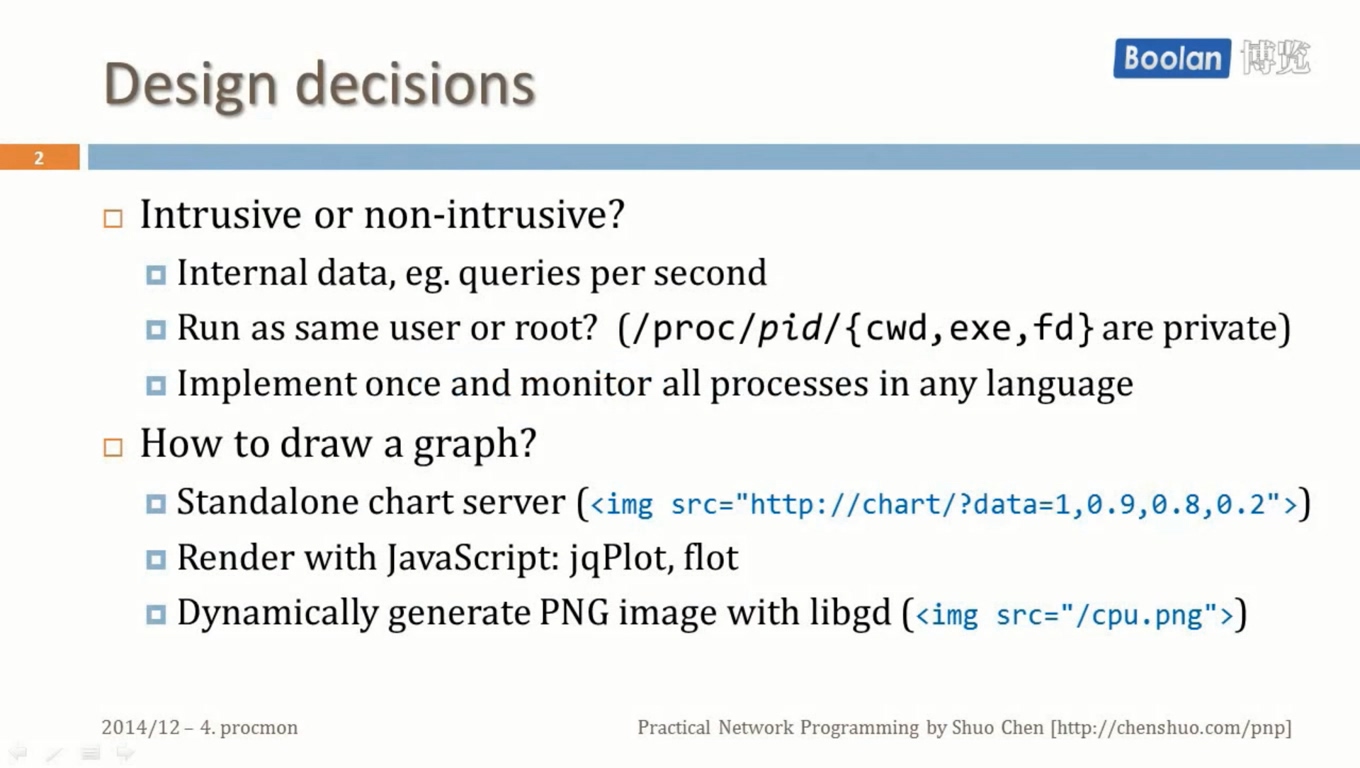 Design decisions
Boolan 博览
2
Intrusive or non-intrusive?
Internal data, eg. queries per second
Run as same user or root? (/proc/pid/{cwd,exe,fd} are private)
Implement once and monitor all processes in any language
How to draw a graph?
Standalone chart server (<img src="http://chart/?data=1,0.9,0.8,0.2">)
Render with JavaScript: jqPlot, flot
Dynamically generate PNG image with libgd (<img src="/cpu.png">)
2014/12 – 4. procmon
Practical Network Programming by Shuo Chen [http://chenshuo.com/pnp]